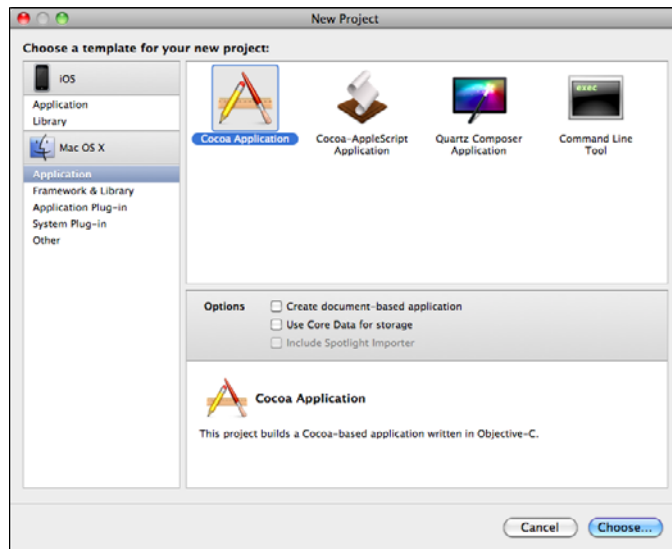 New Project
Choose a template for your new project:
iOS
Application
Library
Mac OS X
Application
Framework & Library
Application Plug-in
System Plug-in
Other
Cocoa Application
Cocoa-AppleScript
Application
Quartz Composer
Application
exec
Command Line
Tool
Options
Create document-based application
Use Core Data for storage
Include Spotlight Importer
Cocoa Application
This project builds a Cocoa-based application written in Objective-C.
Cancel
Choose...